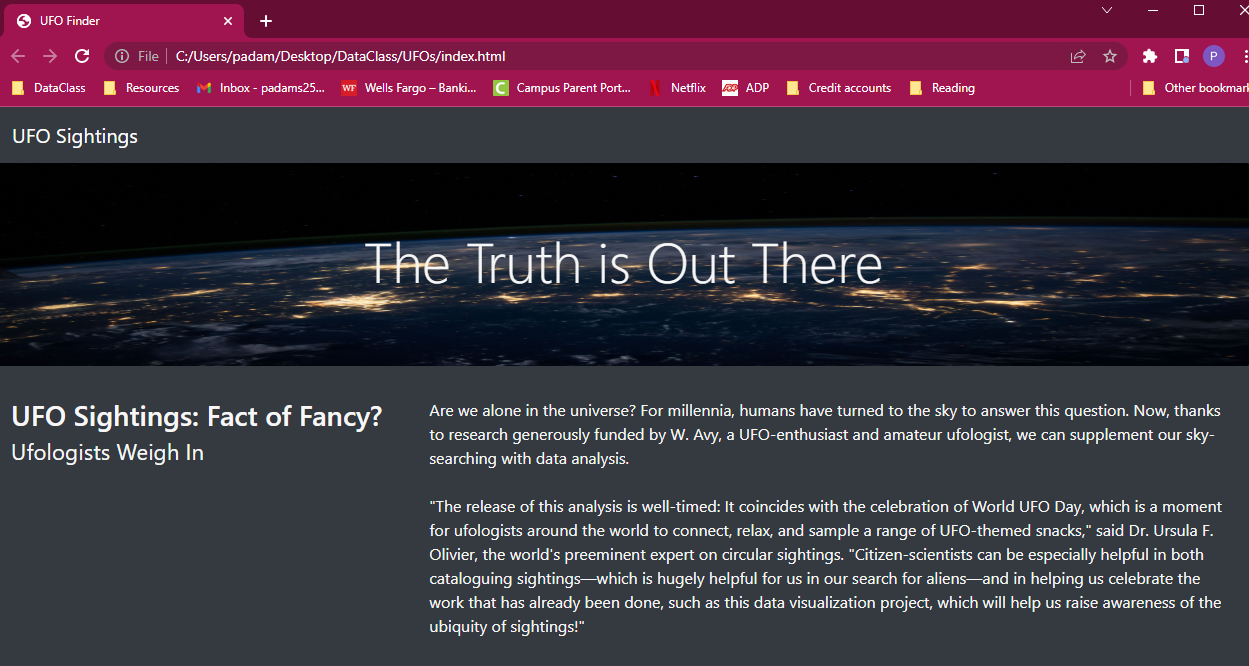 UFO Finder
File
C:/Users/padam/Desktop/DataClass/UFOs/index.html
P
DataClass Resources Inbox - padams25... WF Wells Fargo – Banki... C Campus Parent Port... Netflix ADP Credit accounts Reading Other bookmar
UFO Sightings
The Truth is Out There
UFO Sightings: Fact of Fancy?
Ufologists Weigh In
Are we alone in the universe? For millennia, humans have turned to the sky to answer this question. Now, thanks
to research generously funded by W. Avy, a UFO-enthusiast and amateur ufologist, we can supplement our sky-
searching with data analysis.
"The release of this analysis is well-timed: It coincides with the celebration of World UFO Day, which is a moment
for ufologists around the world to connect, relax, and sample a range of UFO-themed snacks," said Dr. Ursula F.
Olivier, the world's preeminent expert on circular sightings. "Citizen-scientists can be especially helpful in both
cataloguing sightings—which is hugely helpful for us in our search for aliens—and in helping us celebrate the
work that has already been done, such as this data visualization project, which will help us raise awareness of the
ubiquity of sightings!"